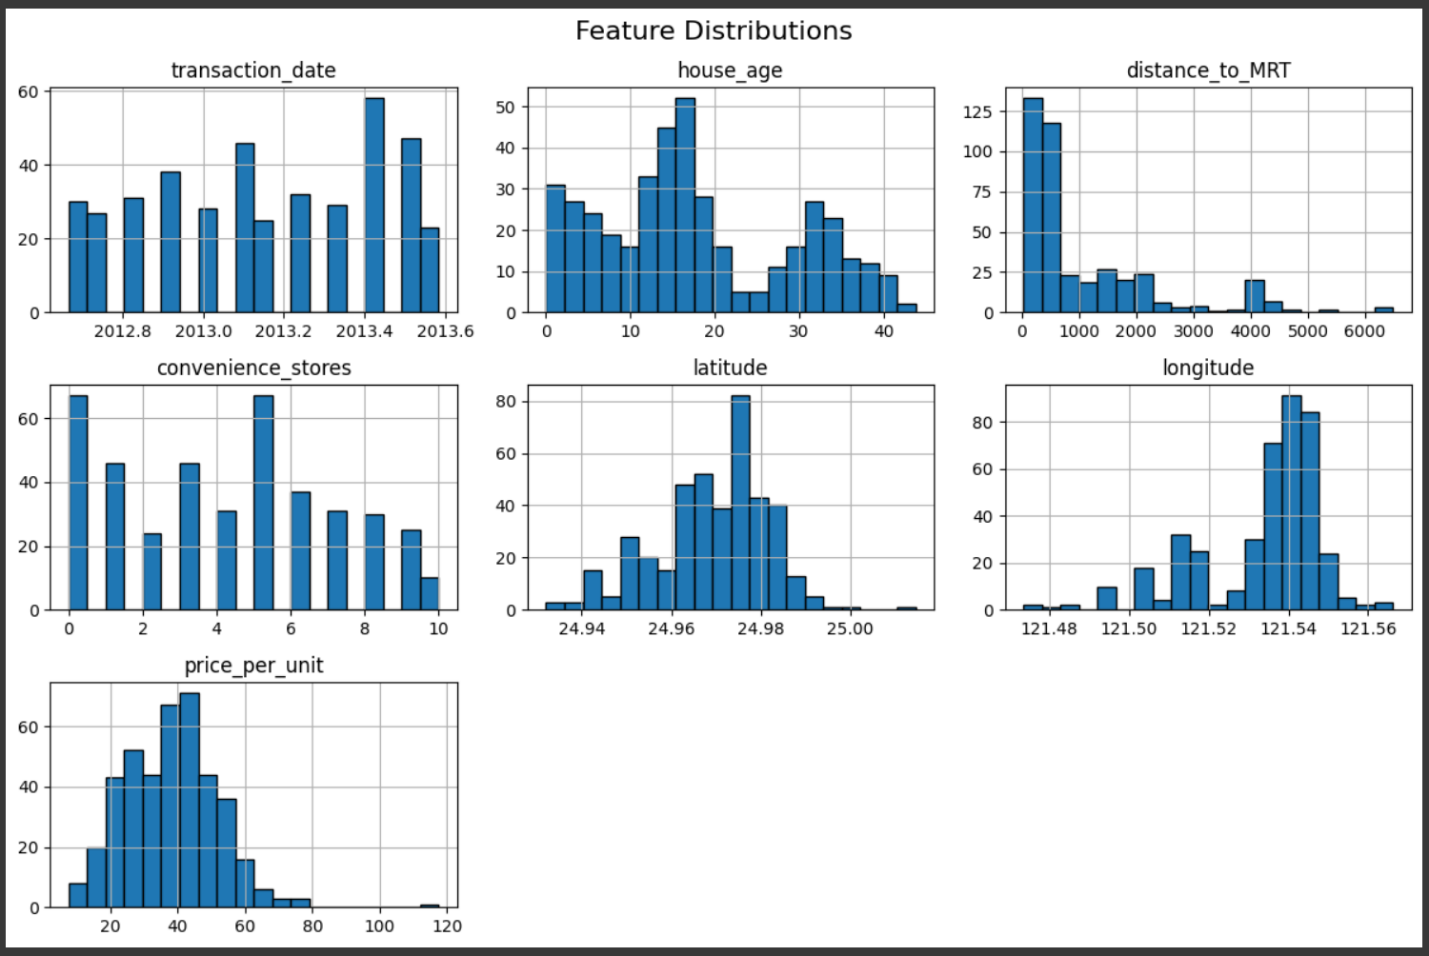 Feature Distributions
transaction_date
60
40
20
0
2012.8 2013.0 2013.2 2013.4 2013.6
house_age
50
40
30
20
10
0
0 10 20 30 40
distance_to_MRT
125
100
75
50
25
0
0 1000 2000 3000 4000 5000 6000
convenience_stores
60
40
20
0
0 2 4 6 8 10
latitude
80
60
40
20
0
24.94 24.96 24.98 25.00
longitude
80
60
40
20
0
121.48 121.50 121.52 121.54 121.56
price_per_unit
60
40
20
0
20 40 60 80 100 120